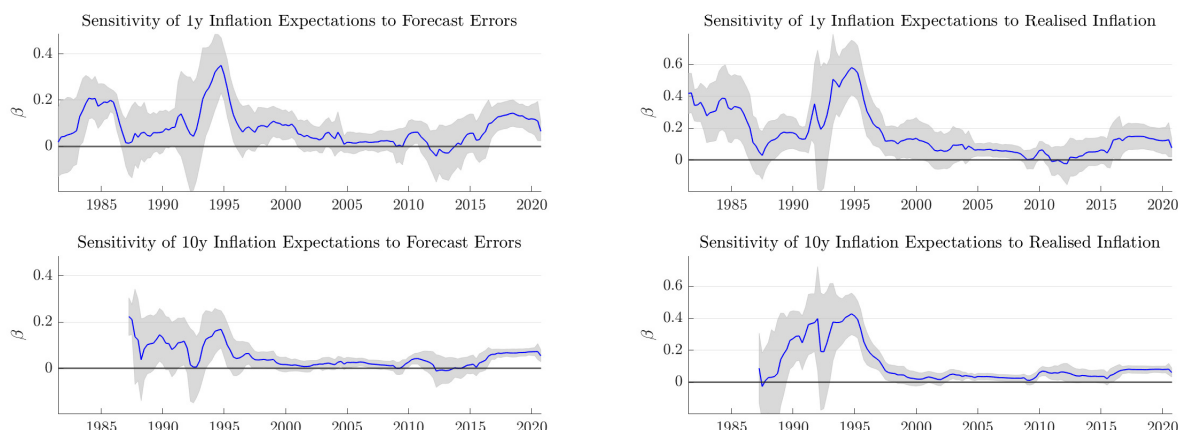 Sensitivity of 1y Inflation Expectations to Forecast Errors
0.4
0.2
0
β
1985 1990 1995 2000 2005 2010 2015 2020
Sensitivity of 1y Inflation Expectations to Realised Inflation
0.6
0.4
0.2
0
β
1985 1990 1995 2000 2005 2010 2015 2020
Sensitivity of 10y Inflation Expectations to Forecast Errors
0.4
0.2
0
β
1985 1990 1995 2000 2005 2010 2015 2020
Sensitivity of 10y Inflation Expectations to Realised Inflation
0.6
0.4
0.2
0
β
1985 1990 1995 2000 2005 2010 2015 2020